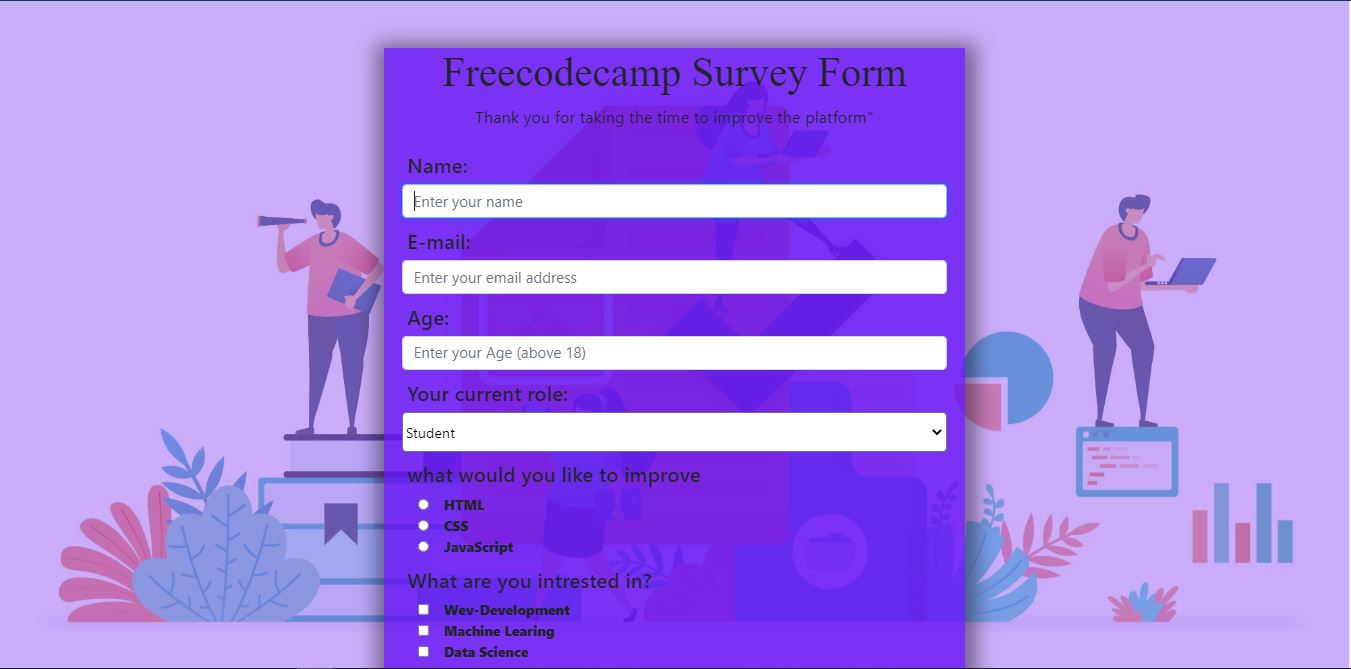 Freecodecamp Survey Form
Thank you for taking the time to improve the platform"
Name:
Enter your name
E-mail:
Enter your email address
Age:
Enter your Age (above 18)
Your current role:
Student
what would you like to improve
HTML
CSS
JavaScript
What are you intrested in?
Wev-Development
Machine Learing
Data Science